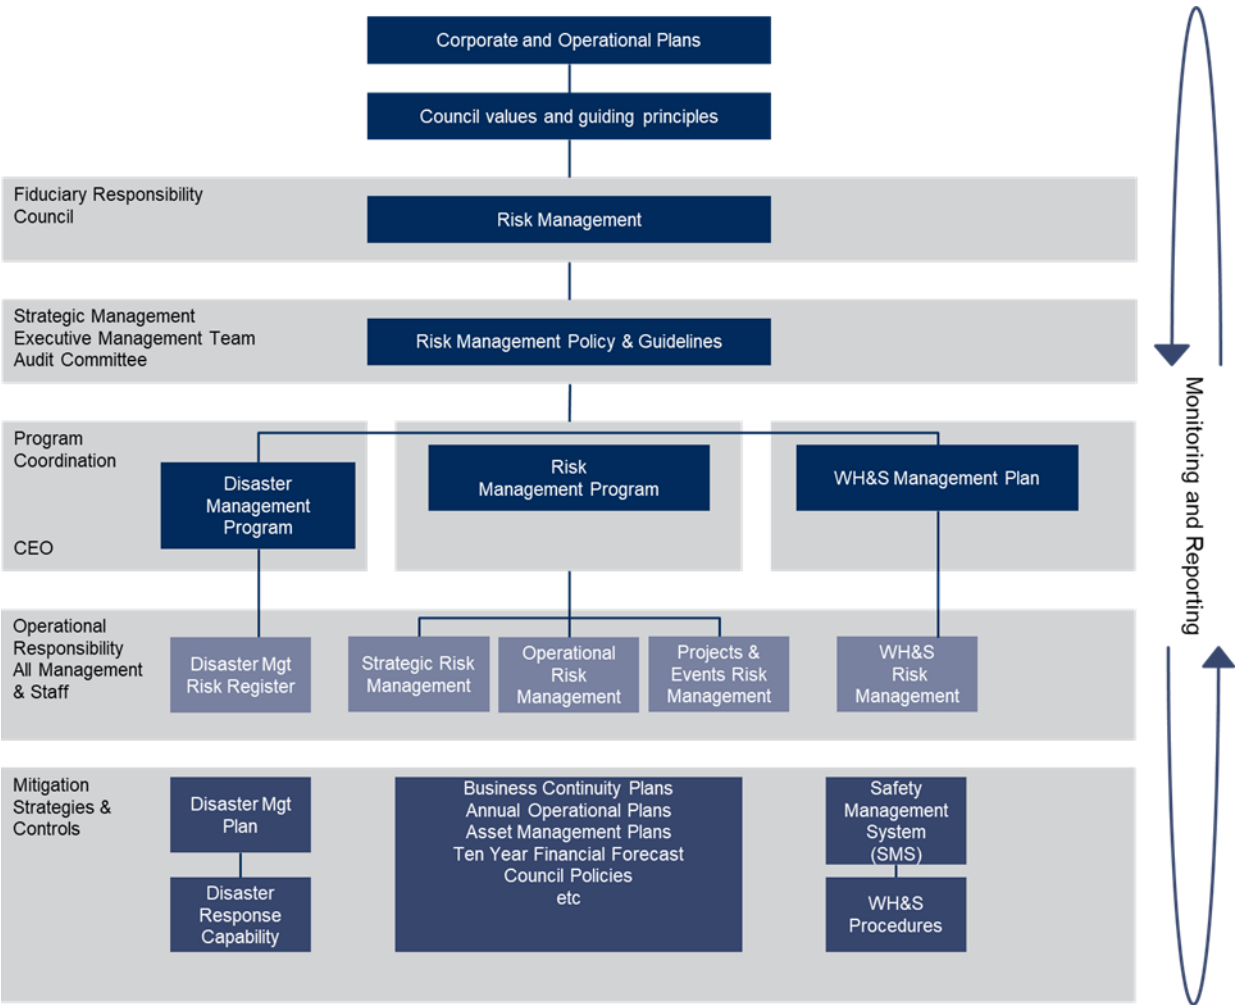 Corporate and Operational Plans
Council values and guiding principles
Fiduciary Responsibility
Council
Risk Management
Strategic Management
Executive Management Team
Audit Committee
Risk Management Policy & Guidelines
Program
Coordination
CEO
Disaster
Management
Program
Risk
Management Program
WH&S Management Plan
Operational
Responsibility
All Management
& Staff
Disaster Mgt
Risk Register
Strategic Risk
Management
Operational
Risk
Management
Projects &
Events Risk
Management
WH&S
Risk
Management
Mitigation
Strategies &
Controls
Disaster Mgt
Plan
Disaster
Response
Capability
Business Continuity Plans
Annual Operational Plans
Asset Management Plans
Ten Year Financial Forecast
Council Policies
etc
Safety
Management
System
(SMS)
WH&S
Procedures
Monitoring and Reporting